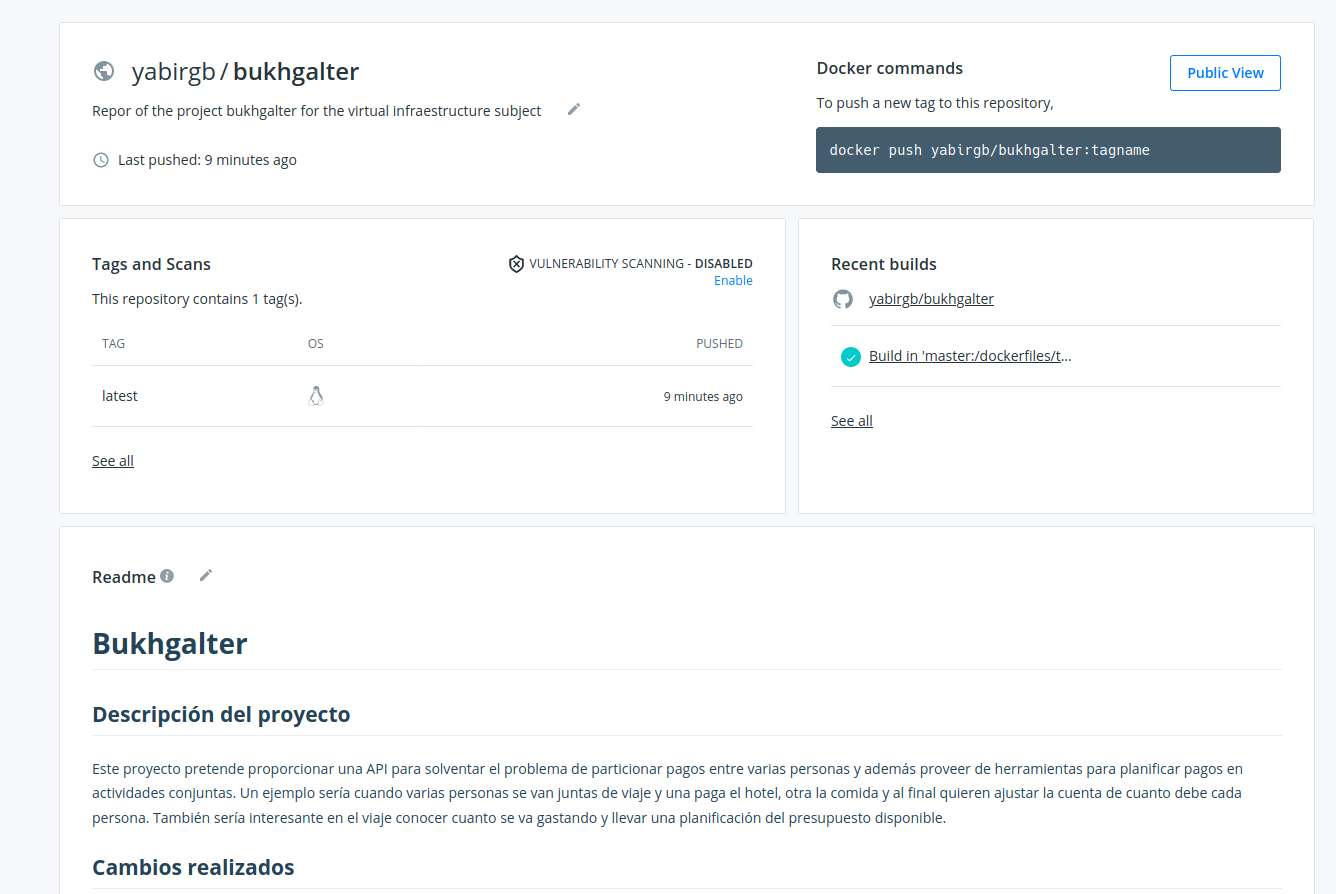 yabirgb / bukhgalter
Repor of the project bukhgalter for the virtual infraestructure subject
Last pushed: 9 minutes ago
Docker commands
Public View
To push a new tag to this repository,
docker push yabirgb/bukhgalter:tagname
Tags and Scans
VULNERABILITY SCANNING - DISABLED
Enable
This repository contains 1 tag(s).
TAG OS PUSHED
latest 9 minutes ago
See all
Recent builds
yabirgb/bukhgalter
Build in 'master:/dockerfiles/t...
See all
Readme
Bukhgalter
Descripción del proyecto
Este proyecto pretende proporcionar una API para solventar el problema de particionar pagos entre varias personas y además proveer de herramientas para planificar pagos en
actividades conjuntas. Un ejemplo sería cuando varias personas se van juntas de viaje y una paga el hotel, otra la comida y al final quieren ajustar la cuenta de cuanto debe cada
persona. También sería interesante en el viaje conocer cuanto se va gastando y llevar una planificación del presupuesto disponible.
Cambios realizados